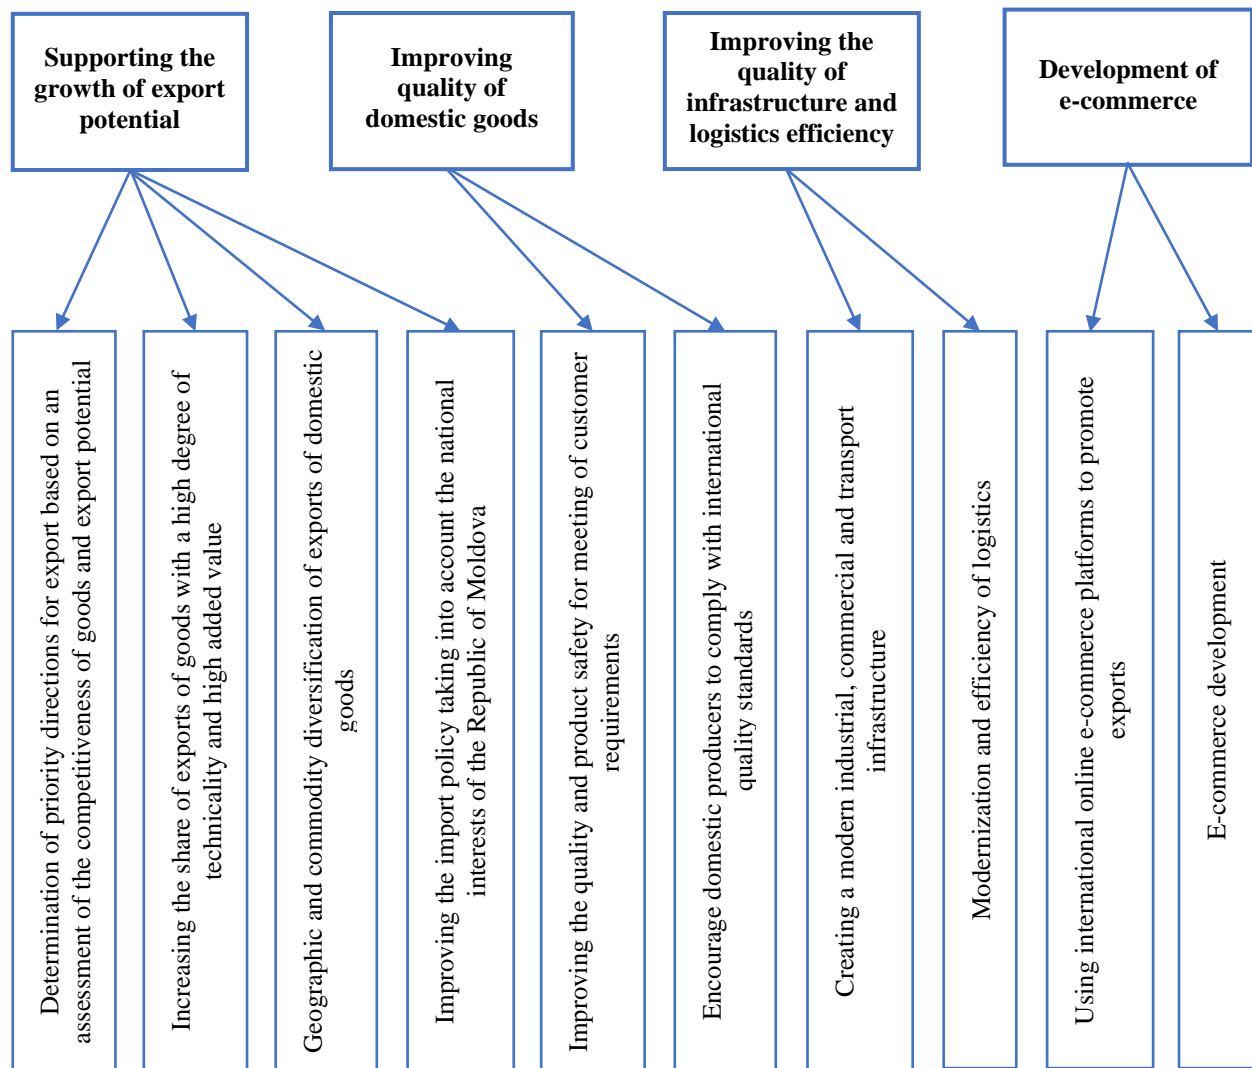 Supporting the
growth of export
potential
Improving
quality of
domestic goods
Improving the
quality of
infrastructure and
logistics efficiency
Development of
e-commerce
Determination of priority directions for export based on an
assessment of the competitiveness of goods and export potential
Increasing the share of exports of goods with a high degree of
technicality and high added value
Geographic and commodity diversification of exports of domestic
goods
Improving the import policy taking into account the national
interests of the Republic of Moldova
Improving the quality and product safety for meeting of customer
requirements
Encourage domestic producers to comply with international
quality standards
Creating a modern industrial, commercial and transport
infrastructure
Modernization and efficiency of logistics
Using international online e-commerce platforms to promote
exports
E-commerce development